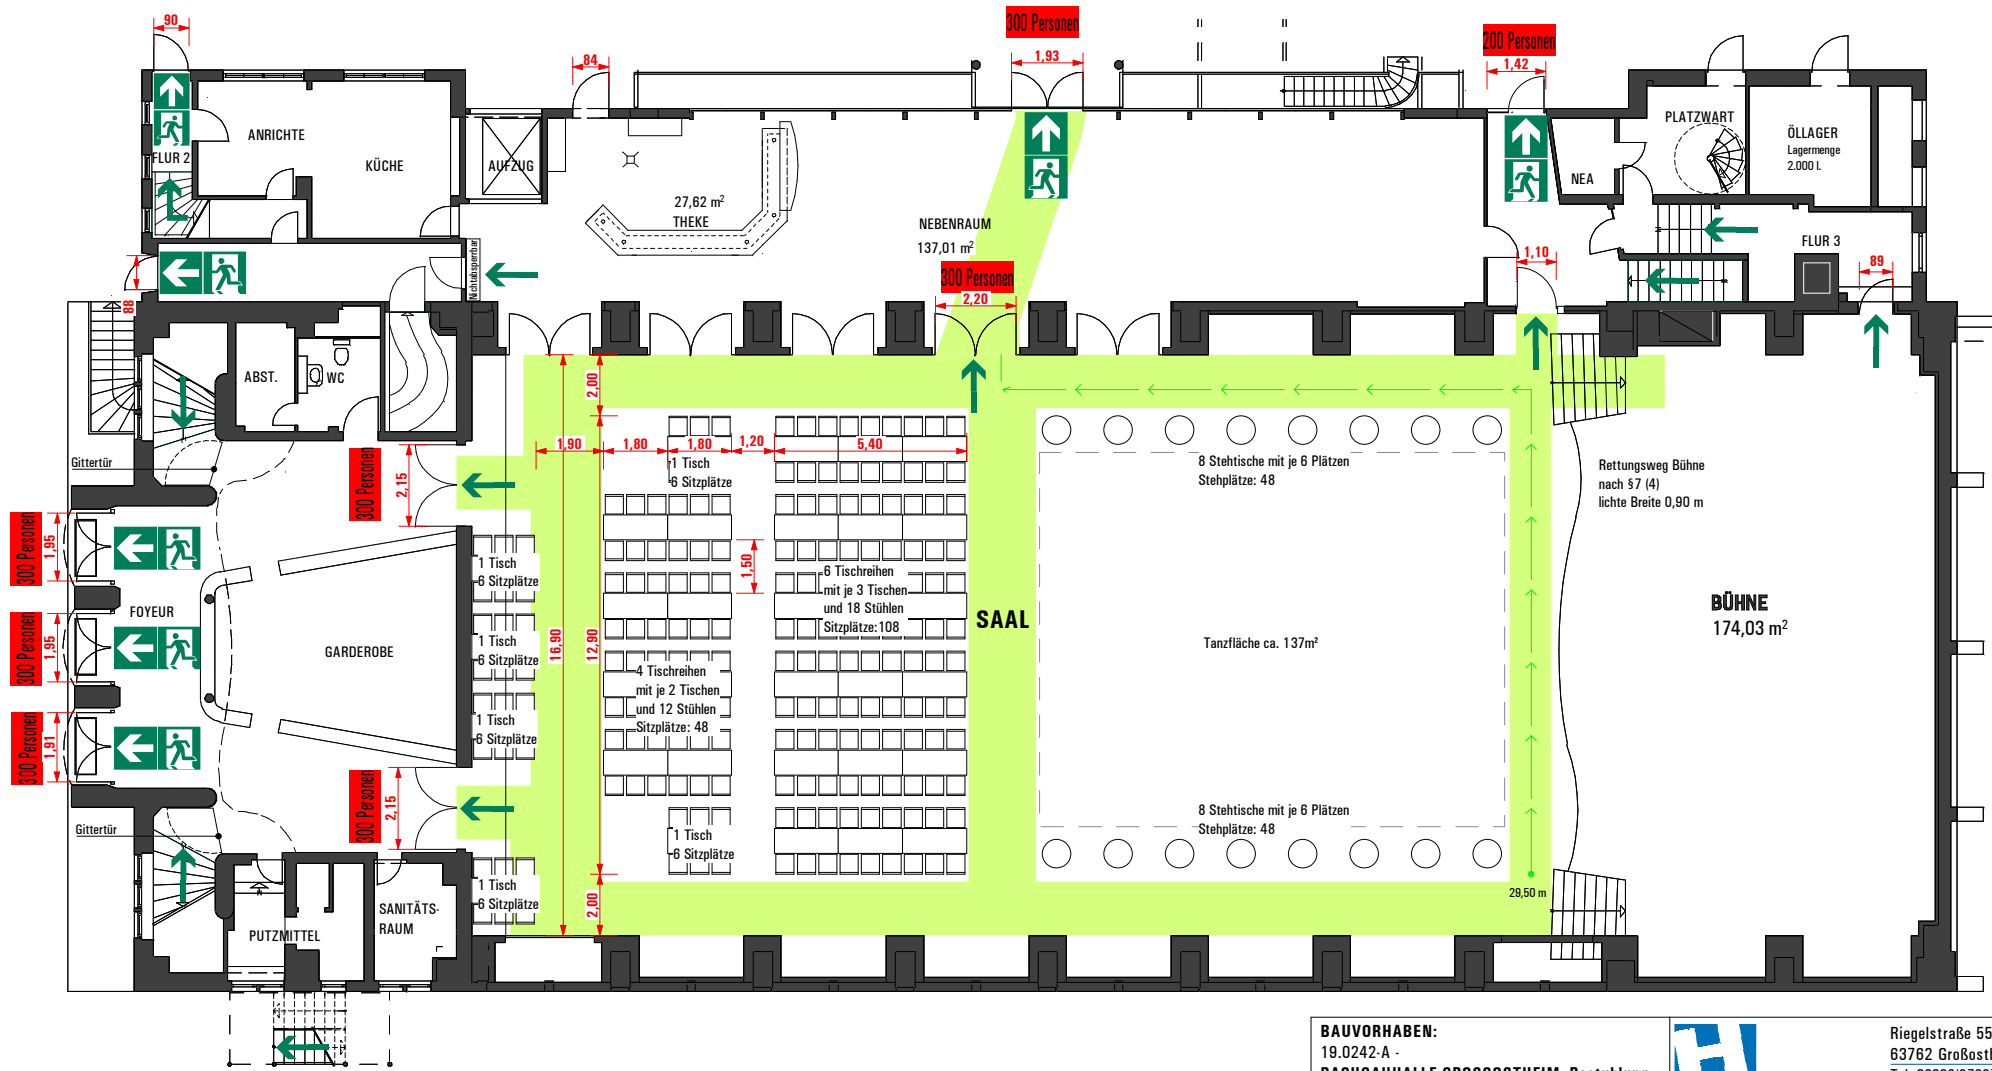 90
300 Personen
1,93
200 Personen
1,42
84
ANRICHTE
KÜCHE
FLUR 2
AUFZUG
27,62 m²
THEKE
NEBENRAUM
137,01 m²
PLATZWART
ÖLLAGER
Lagermenge
2.000 l.
NEA
FLUR 3
Nichtabsperrbar
88
300 Personen
2,20
1,10
89
ABST.
WC
2,00
1,90
1,80
1,80
1,20
5,40
Gittertür
300 Personen
2,15
1 Tisch
6 Sitzplätze
8 Stehtische mit je 6 Plätzen
Stehplätze: 48
Rettungsweg Bühne
nach §7 (4)
lichte Breite 0,90 m
300 Personen
1,95
1 Tisch
6 Sitzplätze
1,50
6 Tischreihen
mit je 3 Tischen
und 18 Stühlen
Sitzplätze:108
FOYEUR
300 Personen
1,95
GARDEROBE
1 Tisch
6 Sitzplätze
16,90
12,90
SAAL
Tanzfläche ca. 137m²
BÜHNE
174,03 m²
4 Tischreihen
mit je 2 Tischen
und 12 Stühlen
Sitzplätze: 48
300 Personen
1,91
1 Tisch
6 Sitzplätze
300 Personen
2,15
Gittertür
1 Tisch
6 Sitzplätze
8 Stehtische mit je 6 Plätzen
Stehplätze: 48
1 Tisch
6 Sitzplätze
2,00
29,50 m
SANITÄTS-
RAUM
PUTZMITTEL
BAUVORHABEN:
19.0242-A -
Riegelstraße 55